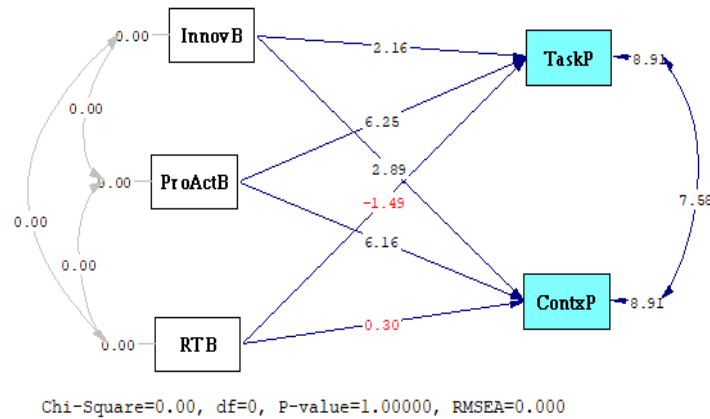 0.00 InnovB 2.16 TaskP 8.91
0.00
6.25
0.00 ProActB 2.89
-1.49 7.58
0.00
6.16
0.00
ContxP 8.91
0.00 RTB 0.30
Chi-Square=0.00, df=0, P-value=1.00000, RMSEA=0.000